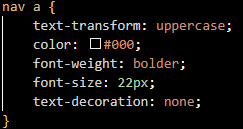 nav a {
    text-transform: uppercase;
    color: #000;
    font-weight: bolder;
    font-size: 22px;
    text-decoration: none;
}